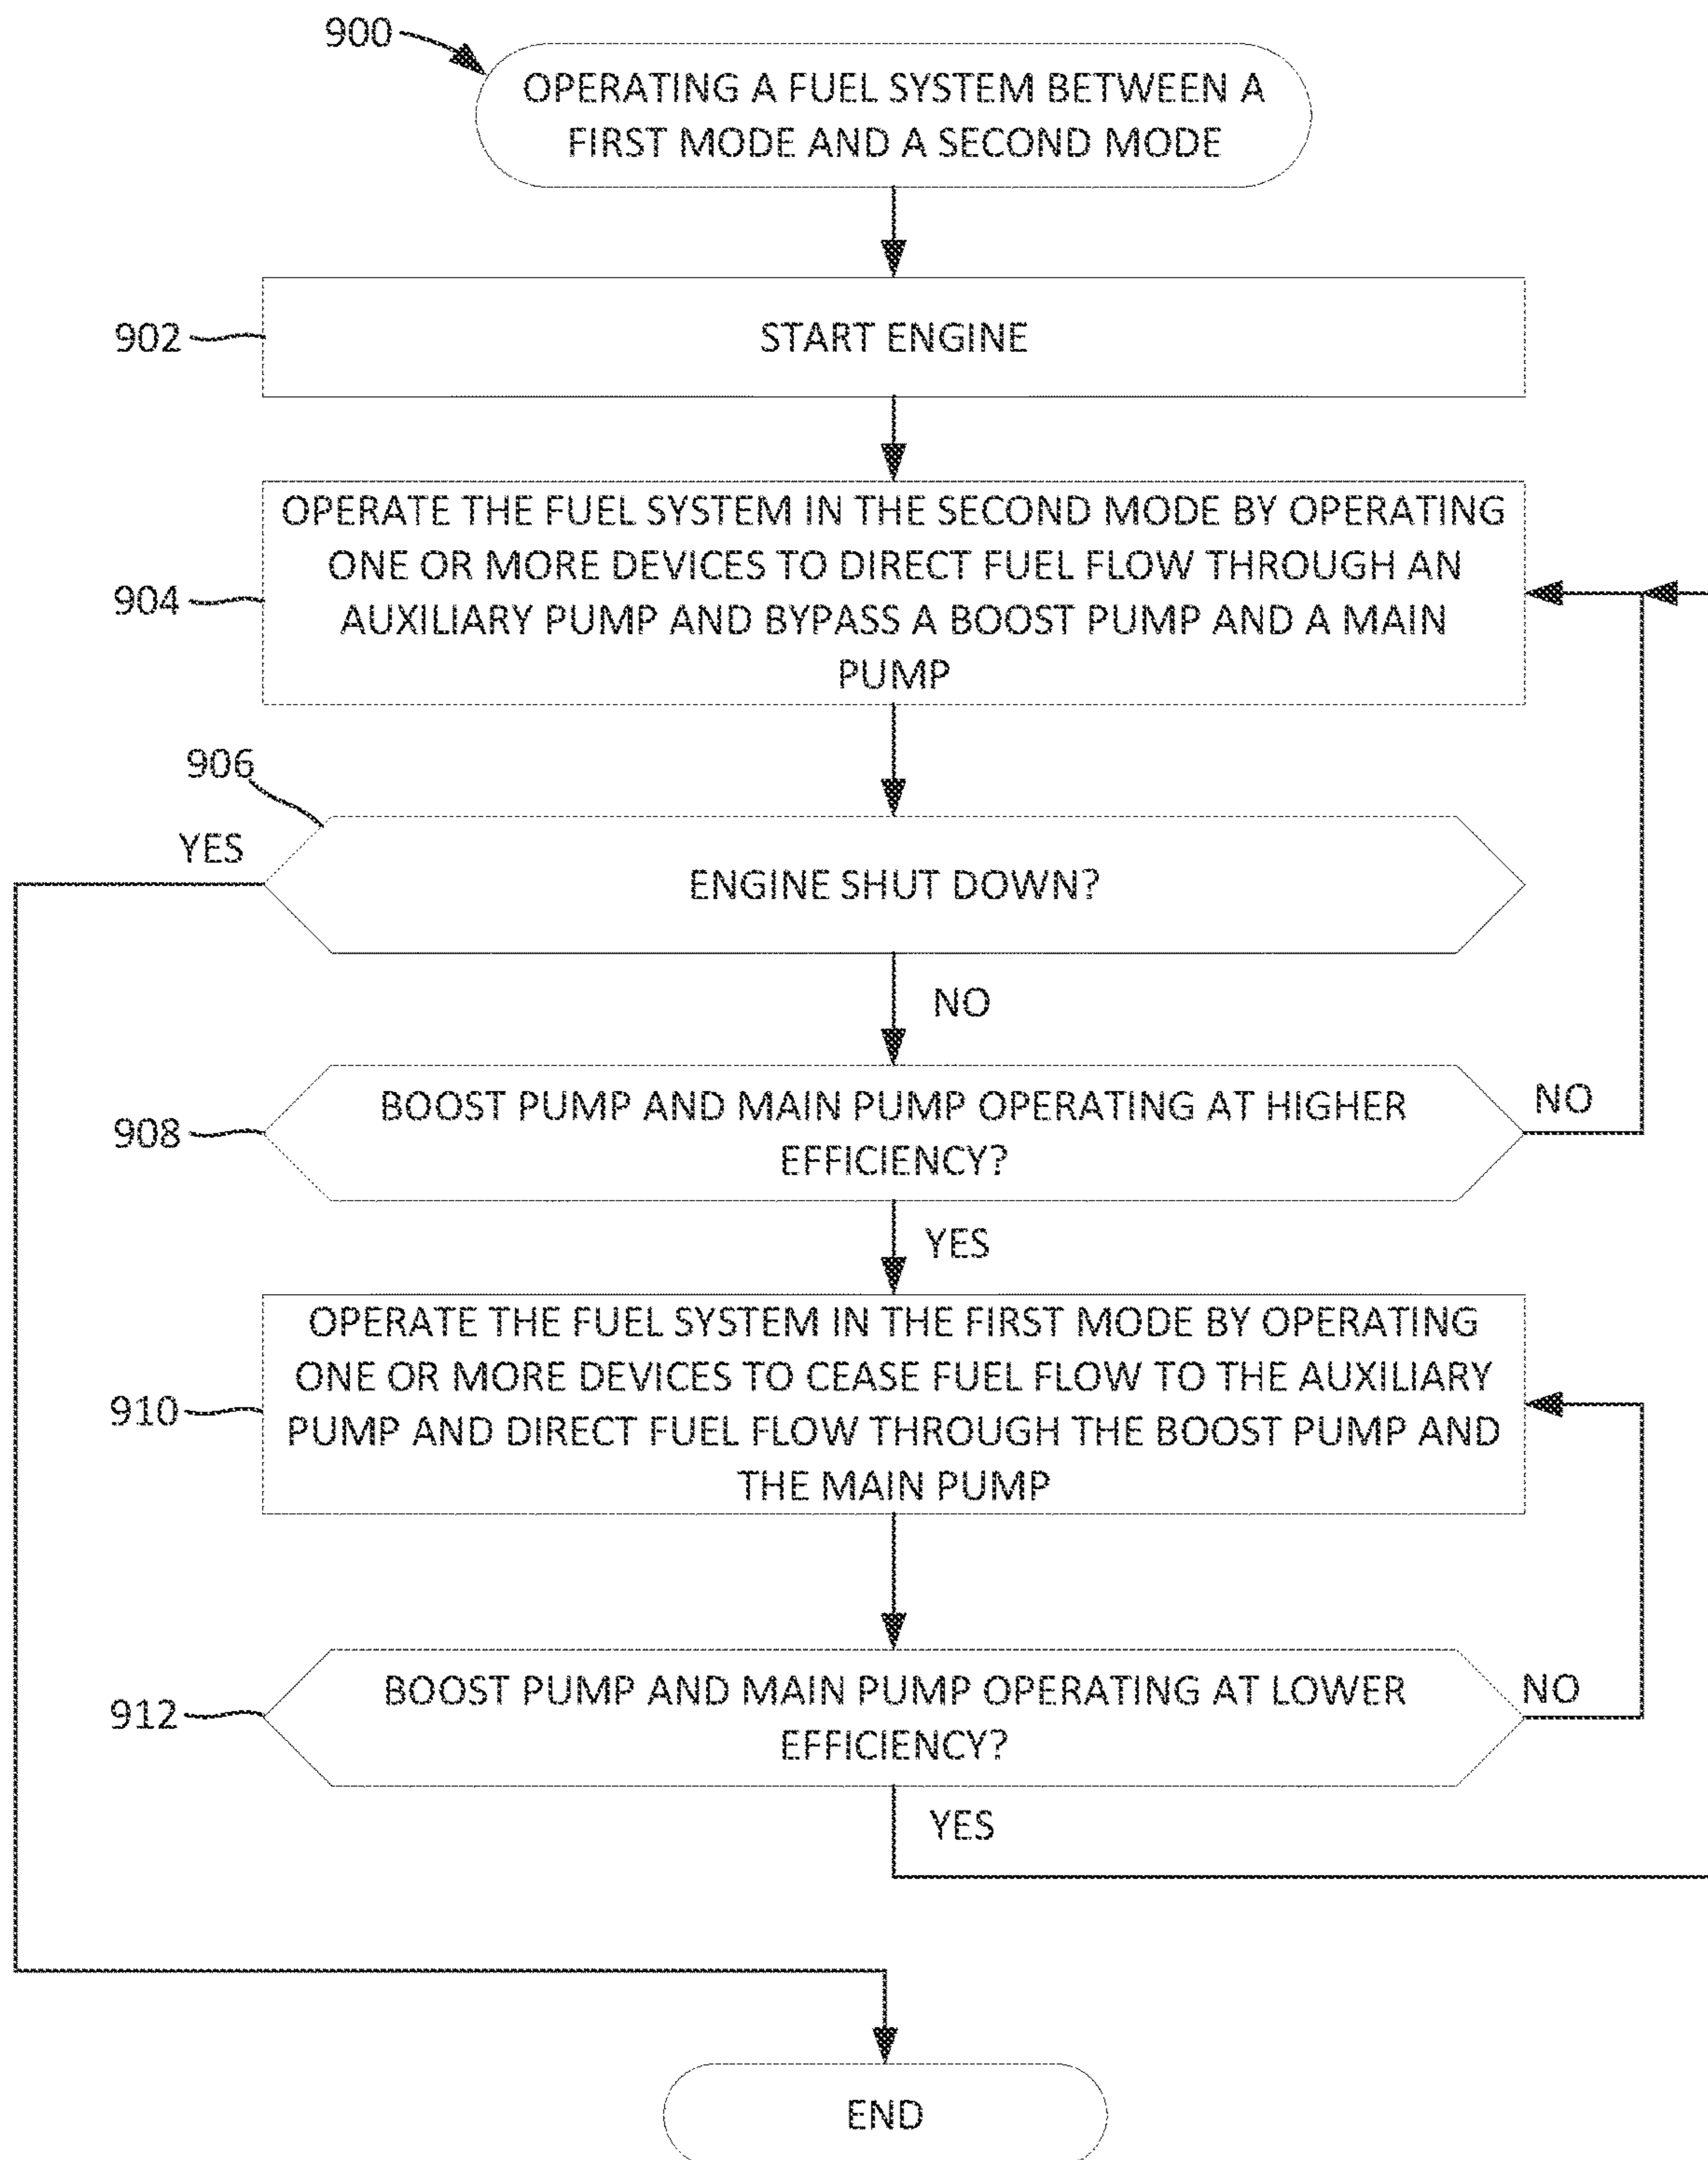 900
OPERATING A FUEL SYSTEM BETWEEN A
FIRST MODE AND A SECOND MODE
902
START ENGINE
904
OPERATE THE FUEL SYSTEM IN THE SECOND MODE BY OPERATING
ONE OR MORE DEVICES TO DIRECT FUEL FLOW THROUGH AN
AUXILIARY PUMP AND BYPASS A BOOST PUMP AND A MAIN
PUMP
906
YES
ENGINE SHUT DOWN?
NO
908
BOOST PUMP AND MAIN PUMP OPERATING AT HIGHER
EFFICIENCY?
NO
YES
910
OPERATE THE FUEL SYSTEM IN THE FIRST MODE BY OPERATING
ONE OR MORE DEVICES TO CEASE FUEL FLOW TO THE AUXILIARY
PUMP AND DIRECT FUEL FLOW THROUGH THE BOOST PUMP AND
THE MAIN PUMP
912
BOOST PUMP AND MAIN PUMP OPERATING AT LOWER
EFFICIENCY?
NO
YES
END